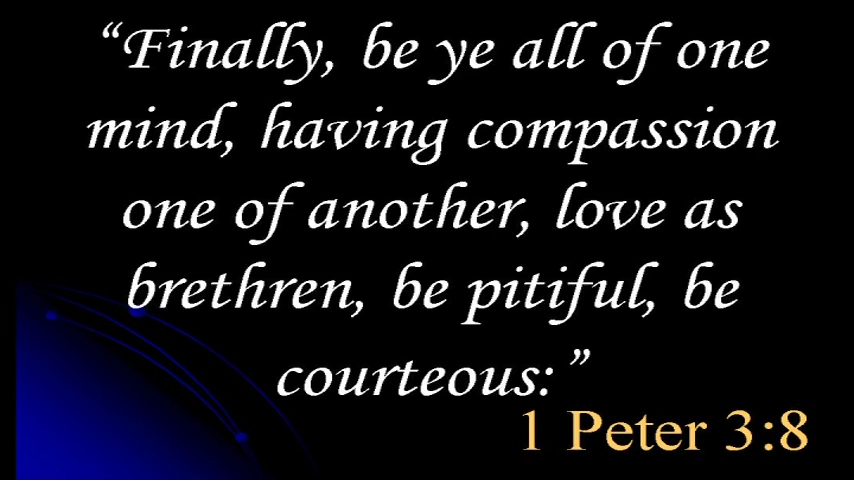 “Finally, be ye all of one
mind, having compassion
one of another, love as
brethren, be pitiful, be
courteous:”
1 Peter 3:8